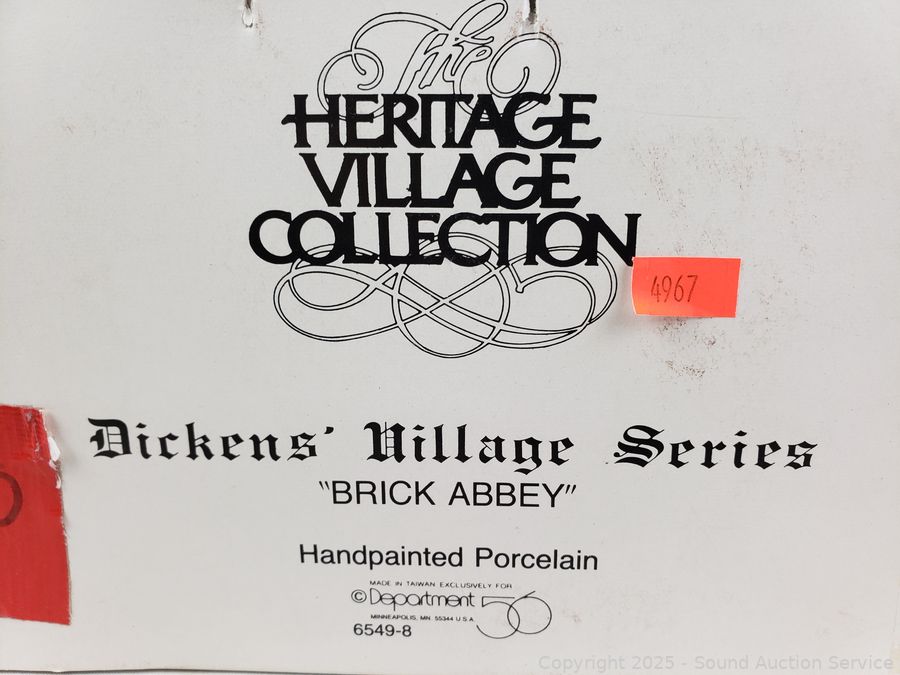 The
HERITAGE
VILLAGE
COLLECTION
4967
Dickens' Village Series
"BRICK ABBEY"
Handpainted Porcelain
MADE IN TAIWAN EXCLUSIVELY FOR
©Department 56
MINNEAPOLIS, MN 55344 U.S.A.
6549-8
Copyright 2025 - Sound Auction Service